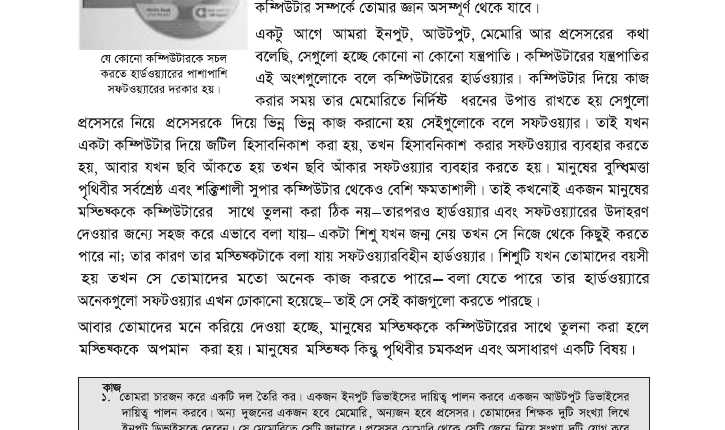 কম্পিউটার সম্পর্কে তোমার জ্ঞান অসম্পূর্ণ থেকে যাবে।
একটু আগে আমরা ইনপুট, আউটপুট, মেমোরি আর প্রসেসরের কথা
বলেছি, সেগুলো হচ্ছে কোনো না কোনো যন্ত্রপাতি। কম্পিউটারের যন্ত্রপাতির
এই অংশগুলোকে বলে কম্পিউটারের হার্ডওয়্যার। কম্পিউটার দিয়ে কাজ
করার সময় তার মেমোরিতে নির্দিষ্ট ধরনের উপাত্ত রাখতে হয় সেগুলো
যে কোনো কম্পিউটারকে সচল
করতে হার্ডওয়্যারের পাশাপাশি
সফটওয়্যারের দরকার হয়।
প্রসেসরে নিয়ে প্রসেসরকে দিয়ে ভিন্ন ভিন্ন কাজ করানো হয় সেইগুলোকে বলে সফটওয়্যার। তাই যখন
একটা কম্পিউটার দিয়ে জটিল হিসাবনিকাশ করা হয়, তখন হিসাবনিকাশ করার সফটওয়্যার ব্যবহার করতে
হয়, আবার যখন ছবি আঁকতে হয় তখন ছবি আঁকার সফটওয়্যার ব্যবহার করতে হয়। মানুষের বুদ্ধিমত্তা
পৃথিবীর সর্বশ্রেষ্ঠ এবং শক্তিশালী সুপার কম্পিউটার থেকেও বেশি ক্ষমতাশালী। তাই কখনোই একজন মানুষের
মস্তিষ্ককে কম্পিউটারের সাথে তুলনা করা ঠিক নয়–তারপরও হার্ডওয়্যার এবং সফটওয়্যারের উদাহরণ
দেওয়ার জন্যে সহজ করে এভাবে বলা যায়– একটা শিশু যখন জন্ম নেয় তখন সে নিজে থেকে কিছুই করতে
পারে না; তার কারণ তার মস্তিষ্কটাকে বলা যায় সফটওয়্যারবিহীন হার্ডওয়্যার। শিশুটি যখন তোমাদের বয়সী
হয় তখন সে তোমাদের মতো অনেক কাজ করতে পারে– বলা যেতে পারে তার হার্ডওয়্যারে
অনেকগুলো সফটওয়্যার এখন ঢোকানো হয়েছে– তাই সে সেই কাজগুলো করতে পারছে।
আবার তোমাদের মনে করিয়ে দেওয়া হচ্ছে, মানুষের মস্তিষ্ককে কম্পিউটারের সাথে তুলনা করা হলে
মস্তিষ্ককে অপমান করা হয়। মানুষের মস্তিষ্ক কিন্তু পৃথিবীর চমকপ্রদ এবং অসাধারণ একটি বিষয়।
কাজ
১. তোমরা চারজন করে একটি দল তৈরি কর। একজন ইনপুট ডিভাইসের দায়িত্ব পালন করবে একজন আউটপুট ডিভাইসের
দায়িত্ব পালন করবে। অন্য দুজনের একজন হবে মেমোরি, অন্যজন হবে প্রসেসর। তোমাদের শিক্ষক দুটি সংখ্যা লিখে
ইনপুট ডিভাইসকে দেবেন। সে মেমোরিতে সেটি জানাবে। প্রসেসর মেমোরি থেকে সেটি জেনে নিয়ে সংখ্যা দুটি যোগ করে